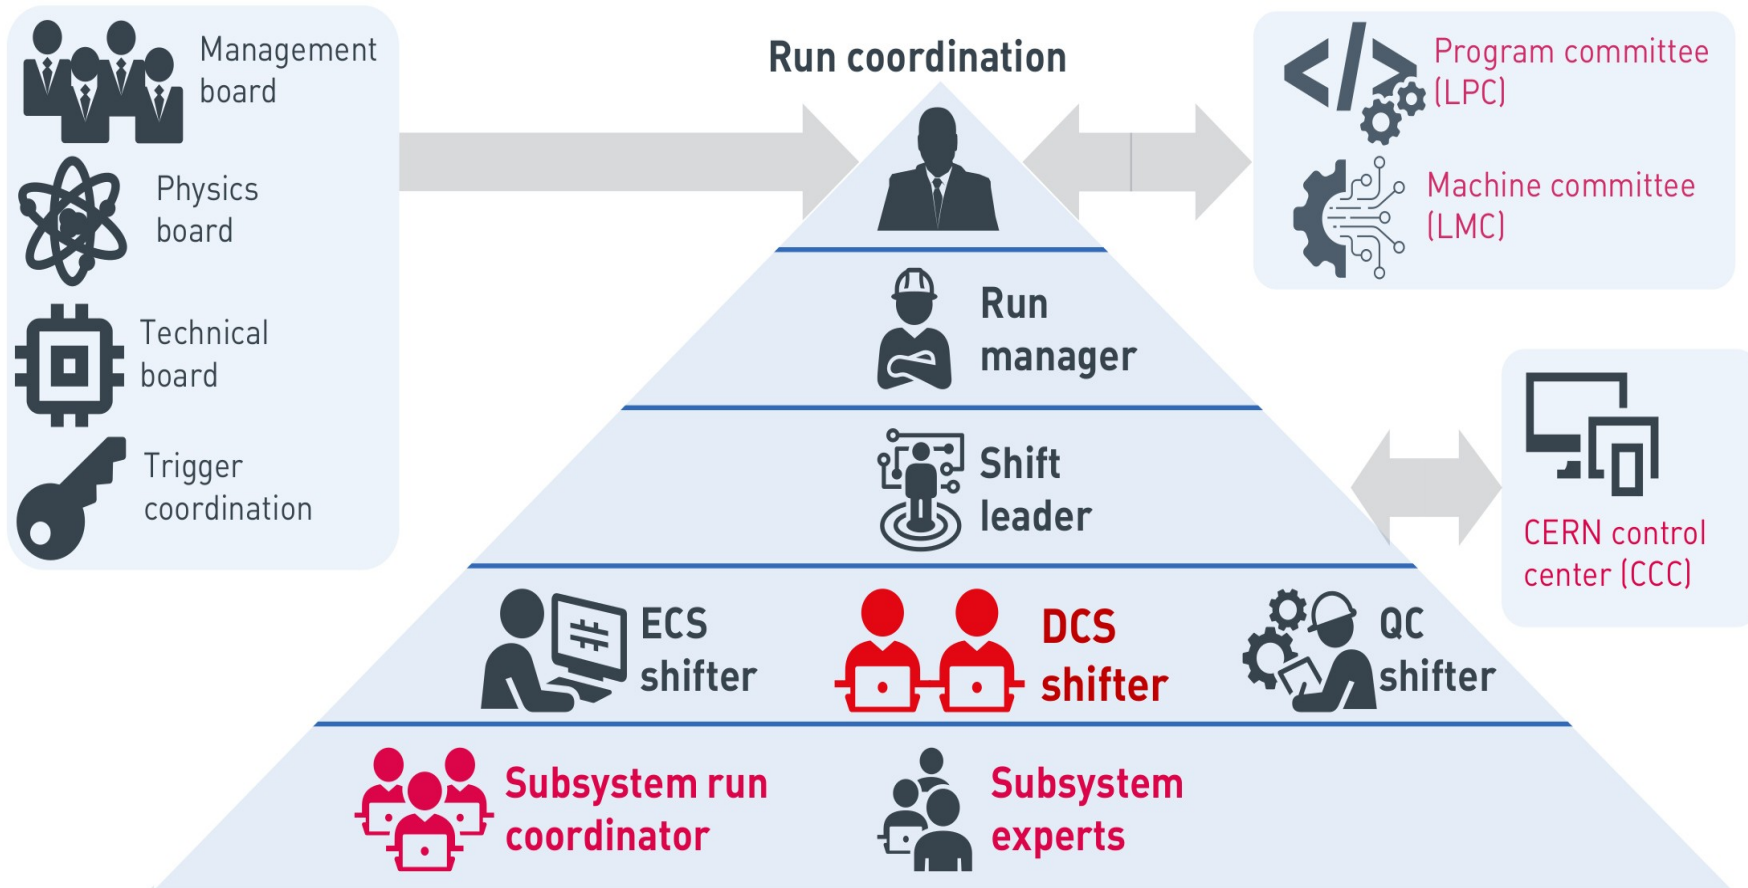 Management
board
Physics
board
Technical
board
Trigger
coordination
Run coordination
Program committee
(LPC)
Machine committee
(LMC)
Run
manager
Shift
leader
CERN control
center (CCC)
ECS
shifter
DCS
shifter
QC
shifter
Subsystem run
coordinator
Subsystem
experts